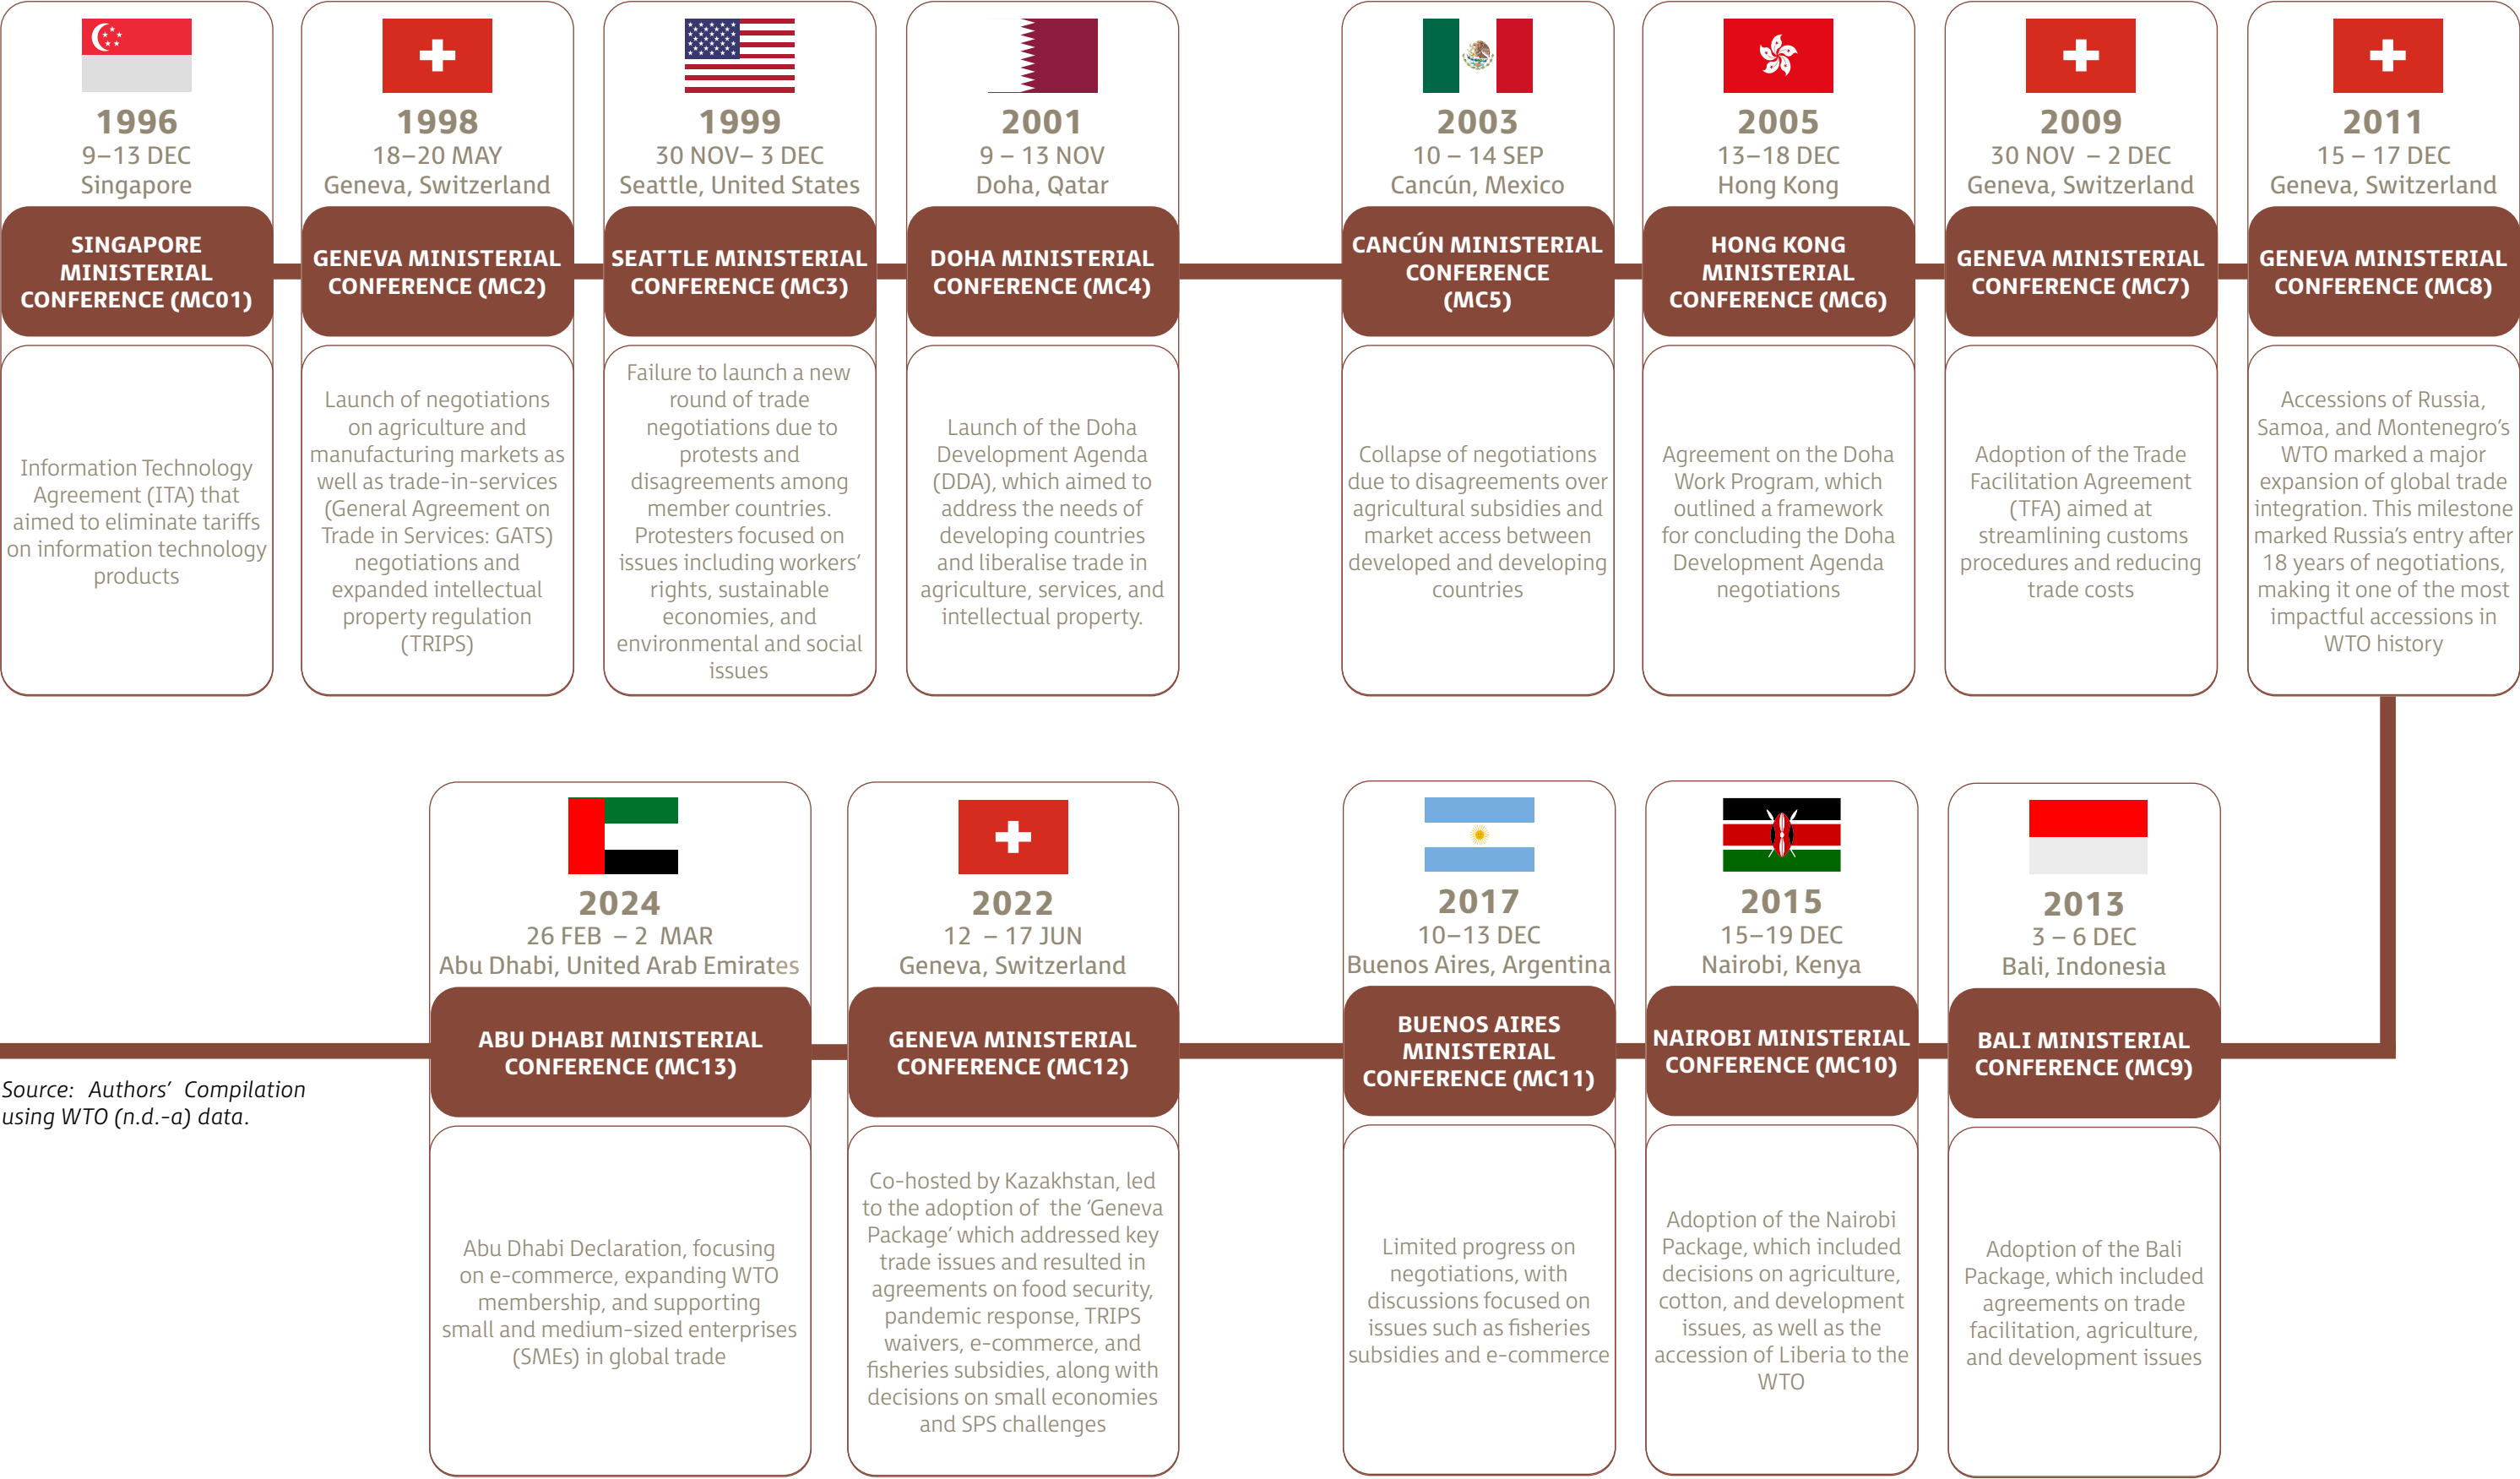 1996
9–13 DEC
Singapore
SINGAPORE
MINISTERIAL
CONFERENCE (MC01)
Information Technology
Agreement (ITA) that
aimed to eliminate tariffs
on information technology
products
1998
18–20 MAY
Geneva, Switzerland
GENEVA MINISTERIAL
CONFERENCE (MC2)
Launch of negotiations
on agriculture and
manufacturing markets as
well as trade-in-services
(General Agreement on
Trade in Services: GATS)
negotiations and
expanded intellectual
property regulation
(TRIPS)
1999
30 NOV– 3 DEC
Seattle, United States
SEATTLE MINISTERIAL
CONFERENCE (MC3)
Failure to launch a new
round of trade
negotiations due to
protests and
disagreements among
member countries.
Protesters focused on
issues including workers’
rights, sustainable
economies, and
environmental and social
issues
2001
9 – 13 NOV
Doha, Qatar
DOHA MINISTERIAL
CONFERENCE (MC4)
Launch of the Doha
Development Agenda
(DDA), which aimed to
address the needs of
developing countries
and liberalise trade in
agriculture, services, and
intellectual property.
2003
10 – 14 SEP
Cancún, Mexico
CANCÚN MINISTERIAL
CONFERENCE
(MC5)
Collapse of negotiations
due to disagreements over
agricultural subsidies and
market access between
developed and developing
countries
2005
13–18 DEC
Hong Kong
HONG KONG
MINISTERIAL
CONFERENCE (MC6)
Agreement on the Doha
Work Program, which
outlined a framework
for concluding the Doha
Development Agenda
negotiations
2009
30 NOV – 2 DEC
Geneva, Switzerland
GENEVA MINISTERIAL
CONFERENCE (MC7)
Adoption of the Trade
Facilitation Agreement
(TFA) aimed at
streamlining customs
procedures and reducing
trade costs
2011
15 – 17 DEC
Geneva, Switzerland
GENEVA MINISTERIAL
CONFERENCE (MC8)
Accessions of Russia,
Samoa, and Montenegro’s
WTO marked a major
expansion of global trade
integration. This milestone
marked Russia’s entry after
18 years of negotiations,
making it one of the most
impactful accessions in
WTO history
2013
3 – 6 DEC
Bali, Indonesia
BALI MINISTERIAL
CONFERENCE (MC9)
Adoption of the Bali
Package, which included
agreements on trade
facilitation, agriculture,
and development issues
2015
15–19 DEC
Nairobi, Kenya
NAIROBI MINISTERIAL
CONFERENCE (MC10)
Adoption of the Nairobi
Package, which included
decisions on agriculture,
cotton, and development
issues, as well as the
accession of Liberia to the
WTO
2017
10–13 DEC
Buenos Aires, Argentina
BUENOS AIRES
MINISTERIAL
CONFERENCE (MC11)
Limited progress on
negotiations, with
discussions focused on
issues such as fisheries
subsidies and e-commerce
2022
12 – 17 JUN
Geneva, Switzerland
GENEVA MINISTERIAL
CONFERENCE (MC12)
Co-hosted by Kazakhstan, led
to the adoption of the ‘Geneva
Package’ which addressed key
trade issues and resulted in
agreements on food security,
pandemic response, TRIPS
waivers, e-commerce, and
fisheries subsidies, along with
decisions on small economies
and SPS challenges
2024
26 FEB – 2 MAR
Abu Dhabi, United Arab Emirates
ABU DHABI MINISTERIAL
CONFERENCE (MC13)
Abu Dhabi Declaration, focusing
on e-commerce, expanding WTO
membership, and supporting
small and medium-sized enterprises
(SMEs) in global trade
Source: Authors’ Compilation
using WTO (n.d.-a) data.